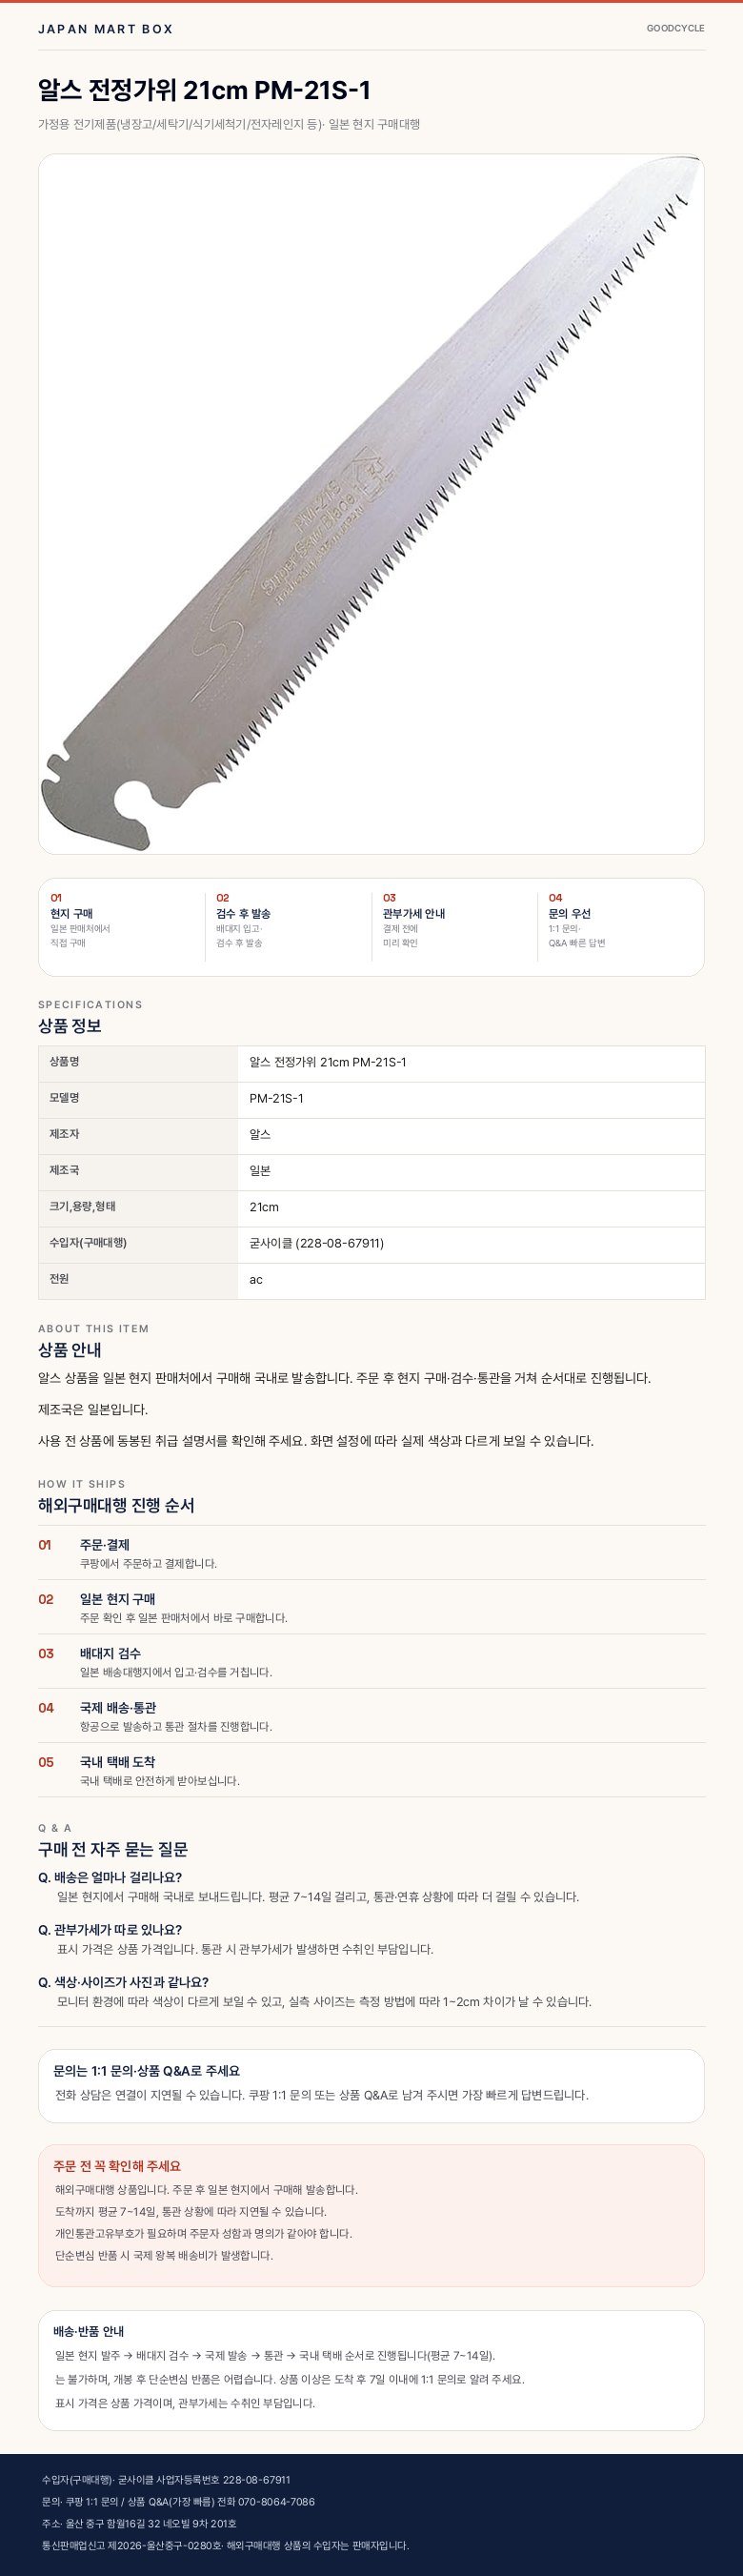 JAPAN MART BOX
GOODCYCLE
알스 전정가위 21cm PM-21S-1
가정용 전기제품(냉장고/세탁기/식기세척기/전자레인지 등)· 일본 현지 구매대행
PM-21S
01
현지 구매
일본 판매처에서
직접 구매
02
검수 후 발송
배대지 입고·
검수 후 발송
03
관부가세 안내
결제 전에
미리 확인
04
문의 우선
1:1 문의·
Q&A 빠른 답변
SPECIFICATIONS
상품 정보
상품명 알스 전정가위 21cm PM-21S-1
모델명 PM-21S-1
제조자 알스
제조국 일본
크기,용량,형태 21cm
수입자(구매대행) 굳사이클 (228-08-67911)
전원 ac
ABOUT THIS ITEM
상품 안내
알스 상품을 일본 현지 판매처에서 구매해 국내로 발송합니다. 주문 후 현지 구매·검수·통관을 거쳐 순서대로 진행됩니다.
제조국은 일본입니다.
사용 전 상품에 동봉된 취급 설명서를 확인해 주세요. 화면 설정에 따라 실제 색상과 다르게 보일 수 있습니다.
HOW IT SHIPS
해외구매대행 진행 순서
01 주문·결제
쿠팡에서 주문하고 결제합니다.
02 일본 현지 구매
주문 확인 후 일본 판매처에서 바로 구매합니다.
03 배대지 검수
일본 배송대행지에서 입고·검수를 거칩니다.
04 국제 배송·통관
항공으로 발송하고 통관 절차를 진행합니다.
05 국내 택배 도착
국내 택배로 안전하게 받아보십니다.
Q & A
구매 전 자주 묻는 질문
Q. 배송은 얼마나 걸리나요?
일본 현지에서 구매해 국내로 보내드립니다. 평균 7~14일 걸리고, 통관·연휴 상황에 따라 더 걸릴 수 있습니다.
Q. 관부가세가 따로 있나요?
표시 가격은 상품 가격입니다. 통관 시 관부가세가 발생하면 수취인 부담입니다.
Q. 색상·사이즈가 사진과 같나요?
모니터 환경에 따라 색상이 다르게 보일 수 있고, 실측 사이즈는 측정 방법에 따라 1~2cm 차이가 날 수 있습니다.
문의는 1:1 문의·상품 Q&A로 주세요
전화 상담은 연결이 지연될 수 있습니다. 쿠팡 1:1 문의 또는 상품 Q&A로 남겨 주시면 가장 빠르게 답변드립니다.
주문 전 꼭 확인해 주세요
해외구매대행 상품입니다. 주문 후 일본 현지에서 구매해 발송합니다.
도착까지 평균 7~14일, 통관 상황에 따라 지연될 수 있습니다.
개인통관고유부호가 필요하며 주문자 성함과 명의가 같아야 합니다.
단순변심 반품 시 국제 왕복 배송비가 발생합니다.
배송·반품 안내
일본 현지 발주 → 배대지 검수 → 국제 발송 → 통관 → 국내 택배 순서로 진행됩니다(평균 7~14일).
는 불가하며, 개봉 후 단순변심 반품은 어렵습니다. 상품 이상은 도착 후 7일 이내에 1:1 문의로 알려 주세요.
표시 가격은 상품 가격이며, 관부가세는 수취인 부담입니다.
수입자(구매대행)· 굳사이클 사업자등록번호 228-08-67911
문의· 쿠팡 1:1 문의 / 상품 Q&A(가장 빠름) 전화 070-8064-7086
주소· 울산 중구 함월16길 32 네오빌 9차 201호
통신판매업신고 제2026-울산중구-0280호· 해외구매대행 상품의 수입자는 판매자입니다.